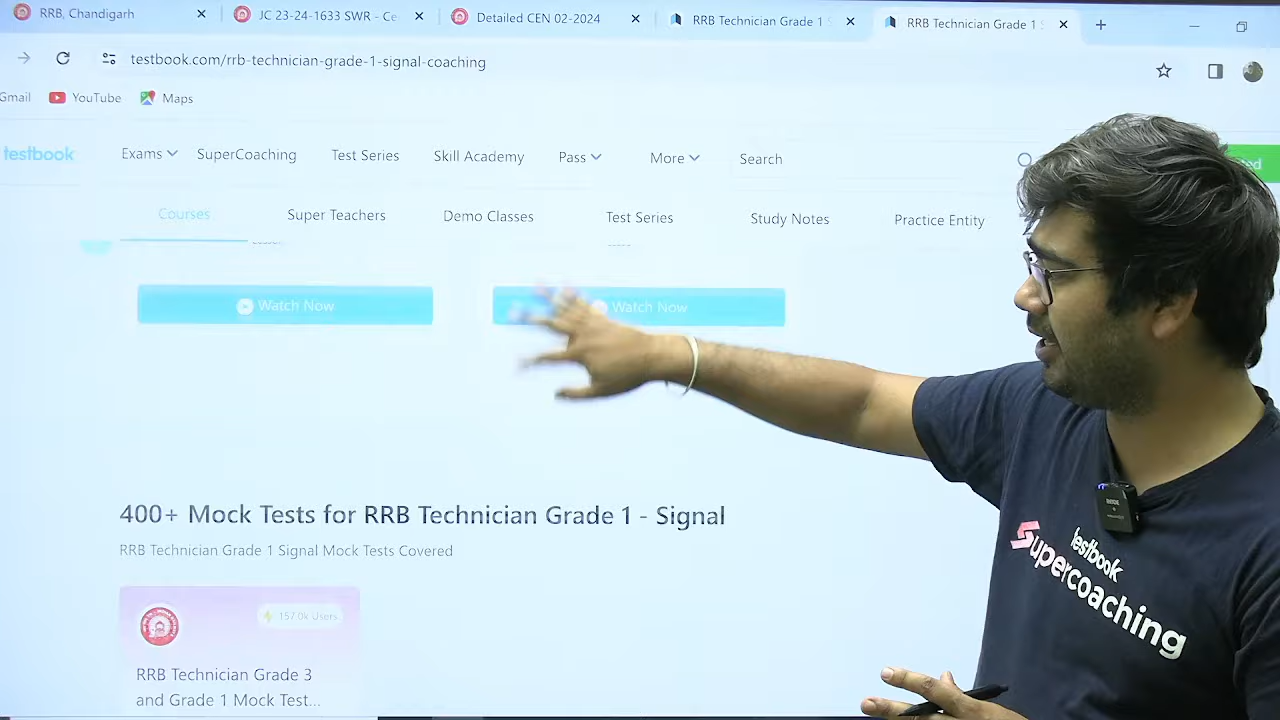 RRB, Chandigarh
JC 23-24-1633 SWR - Ce
Detailed CEN 02-2024
RRB Technician Grade 1 S
RRB Technician Grade 1 S
testbook.com/rrb-technician-grade-1-signal-coaching
Gmail
YouTube
Maps
testbook
Exams
SuperCoaching
Test Series
Skill Academy
Pass
More
Search
Courses
Super Teachers
Demo Classes
Test Series
Study Notes
Practice Entity
Watch Now
Watch Now
400+ Mock Tests for RRB Technician Grade 1 - Signal
RRB Technician Grade 1 Signal Mock Tests Covered
157.0k Users
RRB Technician Grade 3
and Grade 1 Mock Test...
testbook
Supercoaching